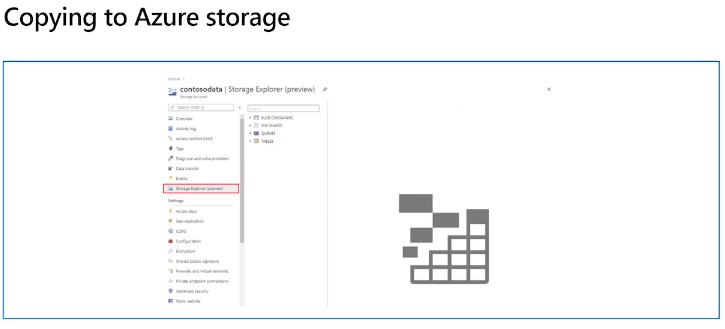 Copying to Azure storage
Home >
contosodata | Storage Explorer (preview)
Storage account
Search (Ctrl+/)
Search
Overview
Activity log
Access control (IAM)
Tags
Diagnose and solve problems
Data transfer
Events
Storage Explorer (preview)
Settings
Access keys
Geo-replication
CORS
Configuration
Encryption
Shared access signature
Firewalls and virtual networks
Private endpoint connections
Advanced security
Static website
BLOB CONTAINERS
FILE SHARES
QUEUES
TABLES